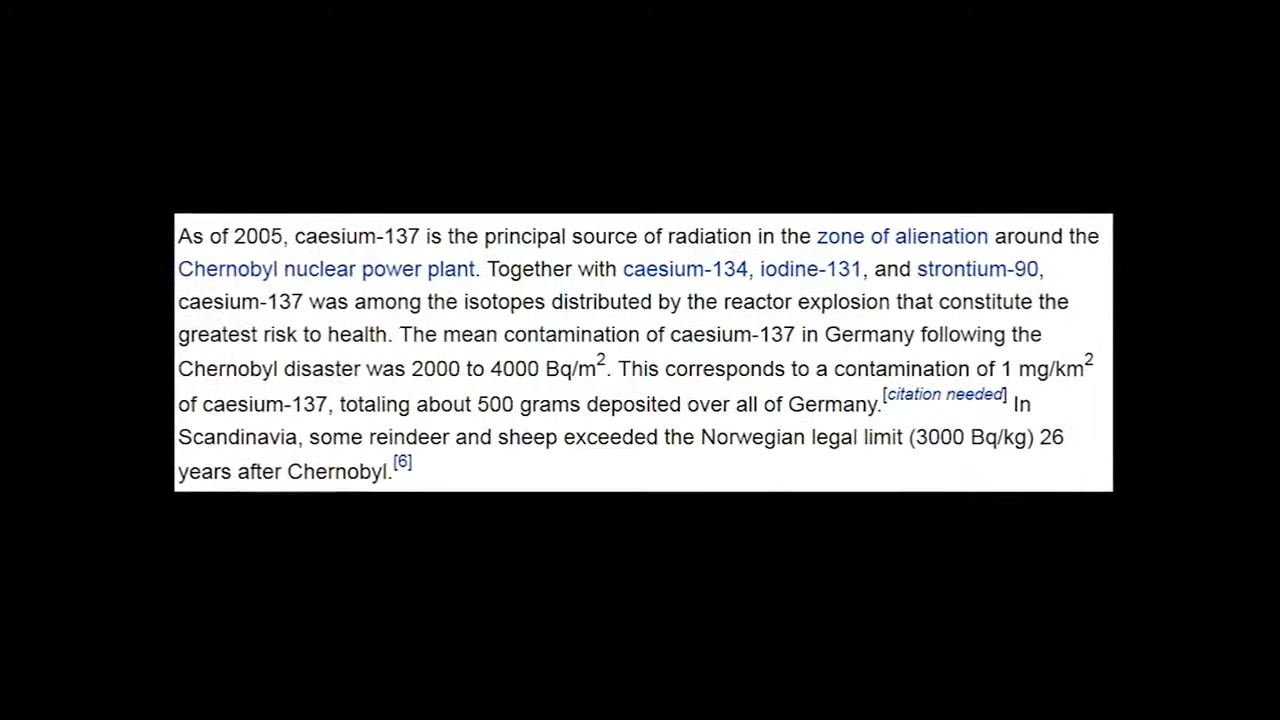 As of 2005, caesium-137 is the principal source of radiation in the zone of alienation around the
Chernobyl nuclear power plant. Together with caesium-134, iodine-131, and strontium-90,
caesium-137 was among the isotopes distributed by the reactor explosion that constitute the
greatest risk to health. The mean contamination of caesium-137 in Germany following the
Chernobyl disaster was 2000 to 4000 Bq/m². This corresponds to a contamination of 1 mg/km²
of caesium-137, totaling about 500 grams deposited over all of Germany.[citation needed] In
Scandinavia, some reindeer and sheep exceeded the Norwegian legal limit (3000 Bq/kg) 26
years after Chernobyl.[6]